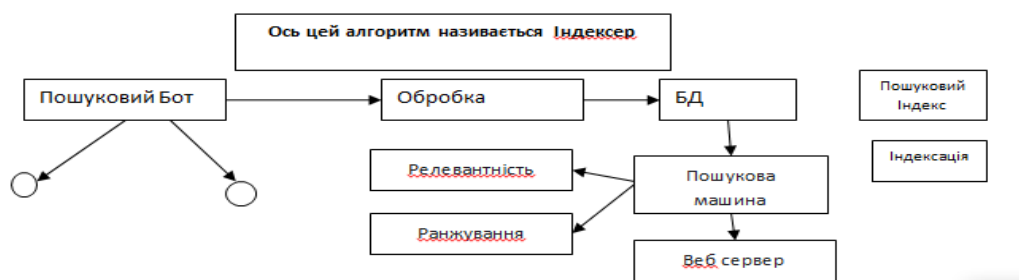 Ось цей алгоритм називається Індексер
Пошуковий Бот
Обробка
БД
Пошуковий
Індекс
Індексація
Релевантність
Пошукова
машина
Ранжування
Веб сервер